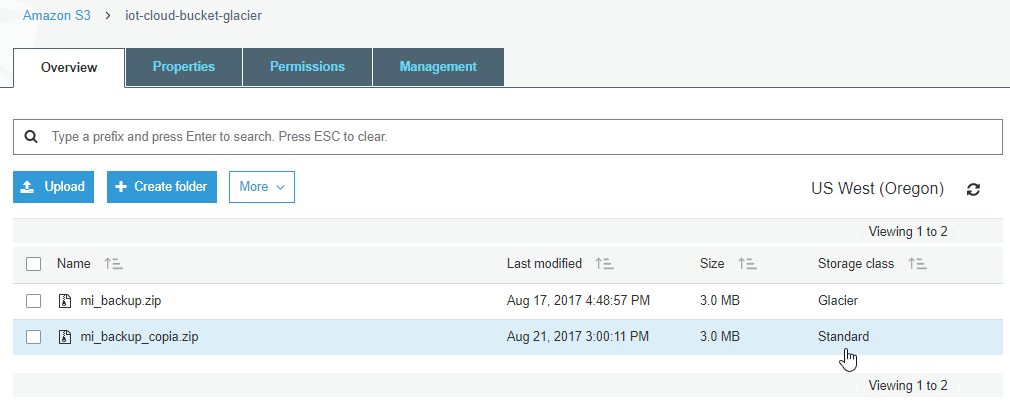 Amazon S3 > iot-cloud-bucket-glacier
Overview Properties Permissions Management
Type a prefix and press Enter to search. Press ESC to clear.
Upload + Create folder More US West (Oregon)
Viewing 1 to 2
Name Last modified Size Storage class
mi_backup.zip Aug 17, 2017 4:48:57 PM 3.0 MB Glacier
mi_backup_copia.zip Aug 21, 2017 3:00:11 PM 3.0 MB Standard
Viewing 1 to 2